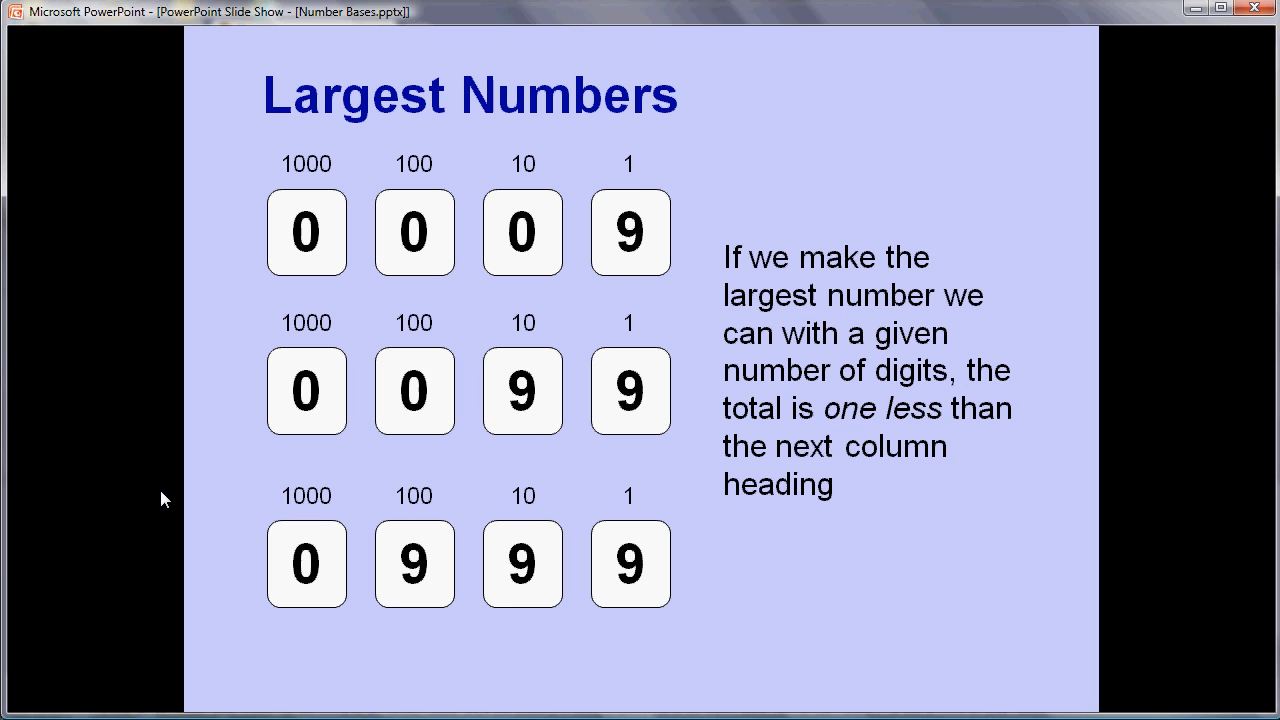 Microsoft PowerPoint - [PowerPoint Slide Show - [Number Bases.pptx]]
Largest Numbers
1000 100 10 1
0 0 0 9
1000 100 10 1
0 0 9 9
1000 100 10 1
0 9 9 9
If we make the
largest number we
can with a given
number of digits, the
total is one less than
the next column
heading